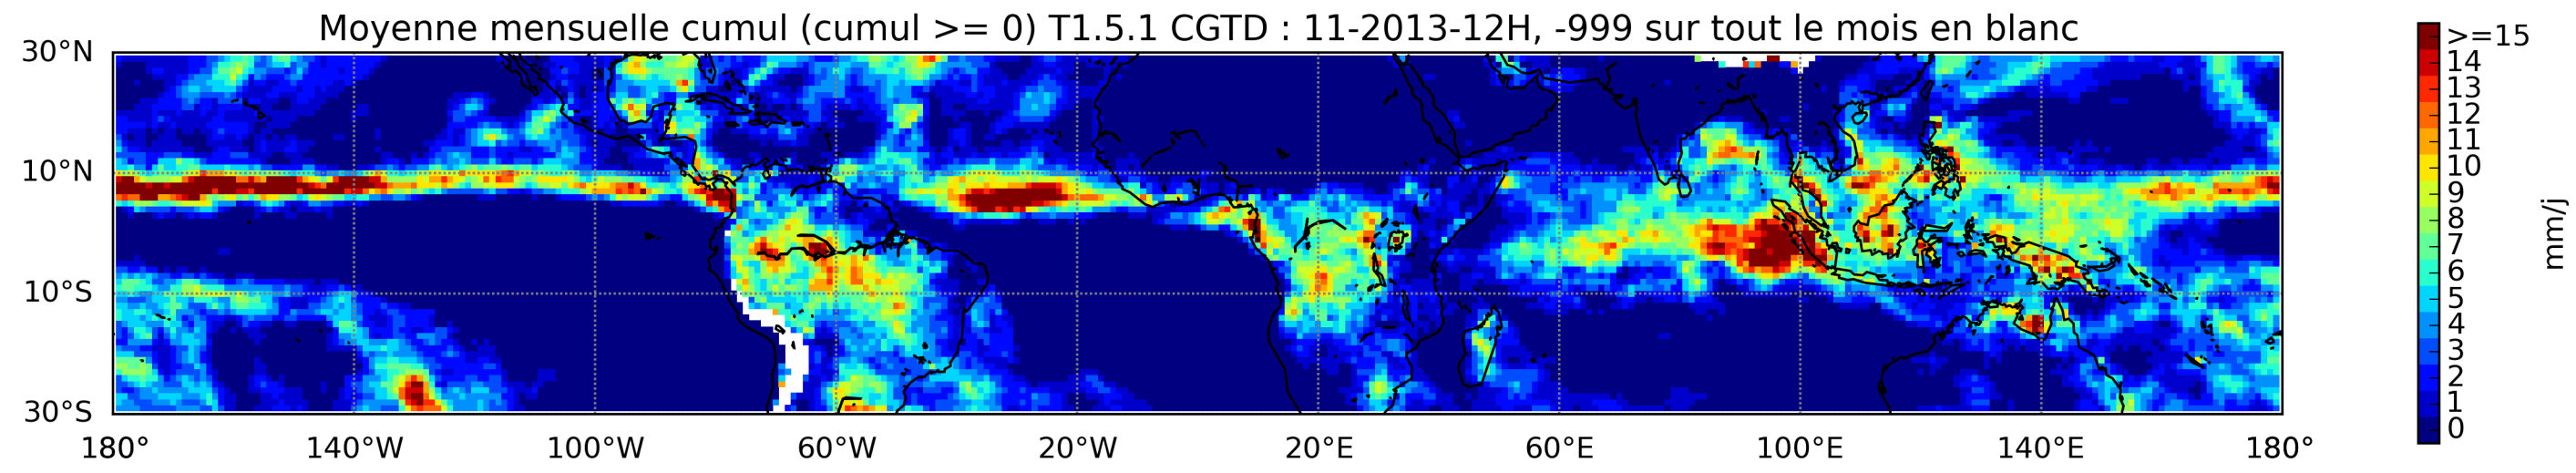 Moyenne mensuelle cumul (cumul >= 0) T1.5.1 CGTD : 11-2013-12H, -999 sur tout le mois en blanc
30°N
10°N
10°S
30°S
180°
140°W
100°W
60°W
20°W
20°E
60°E
100°E
140°E
180°
>=15
14
13
12
11
10
9
8
7
6
5
4
3
2
1
0
mm/j